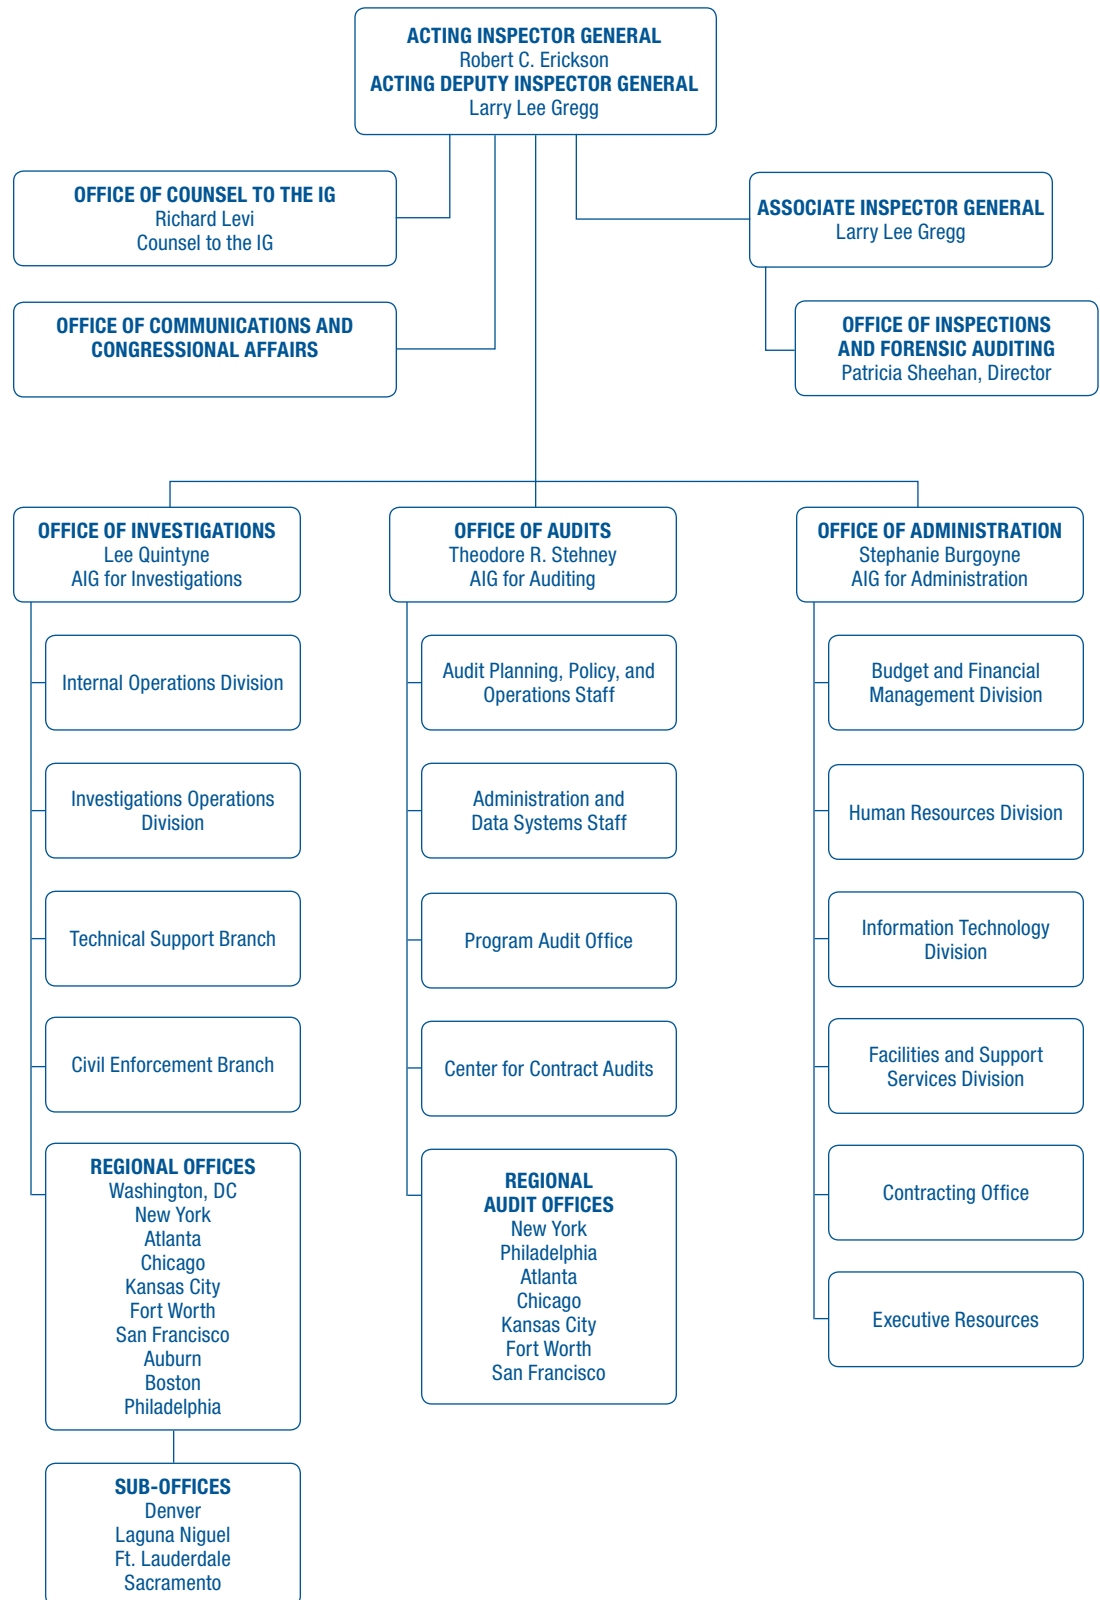 ACTING INSPECTOR GENERAL
Robert C. Erickson
ACTING DEPUTY INSPECTOR GENERAL
Larry Lee Gregg
OFFICE OF COUNSEL TO THE IG
Richard Levi
Counsel to the IG
ASSOCIATE INSPECTOR GENERAL
Larry Lee Gregg
OFFICE OF COMMUNICATIONS AND
CONGRESSIONAL AFFAIRS
OFFICE OF INSPECTIONS
AND FORENSIC AUDITING
Patricia Sheehan, Director
OFFICE OF INVESTIGATIONS
Lee Quintyne
AIG for Investigations
Internal Operations Division
Investigations Operations
Division
Technical Support Branch
Civil Enforcement Branch
REGIONAL OFFICES
Washington, DC
New York
Atlanta
Chicago
Kansas City
Fort Worth
San Francisco
Auburn
Boston
Philadelphia
SUB-OFFICES
Denver
Laguna Niguel
Ft. Lauderdale
Sacramento
OFFICE OF AUDITS
Theodore R. Stehney
AIG for Auditing
Audit Planning, Policy, and
Operations Staff
Administration and
Data Systems Staff
Program Audit Office
Center for Contract Audits
REGIONAL
AUDIT OFFICES
New York
Philadelphia
Atlanta
Chicago
Kansas City
Fort Worth
San Francisco
OFFICE OF ADMINISTRATION
Stephanie Burgoyne
AIG for Administration
Budget and Financial
Management Division
Human Resources Division
Information Technology
Division
Facilities and Support
Services Division
Contracting Office
Executive Resources